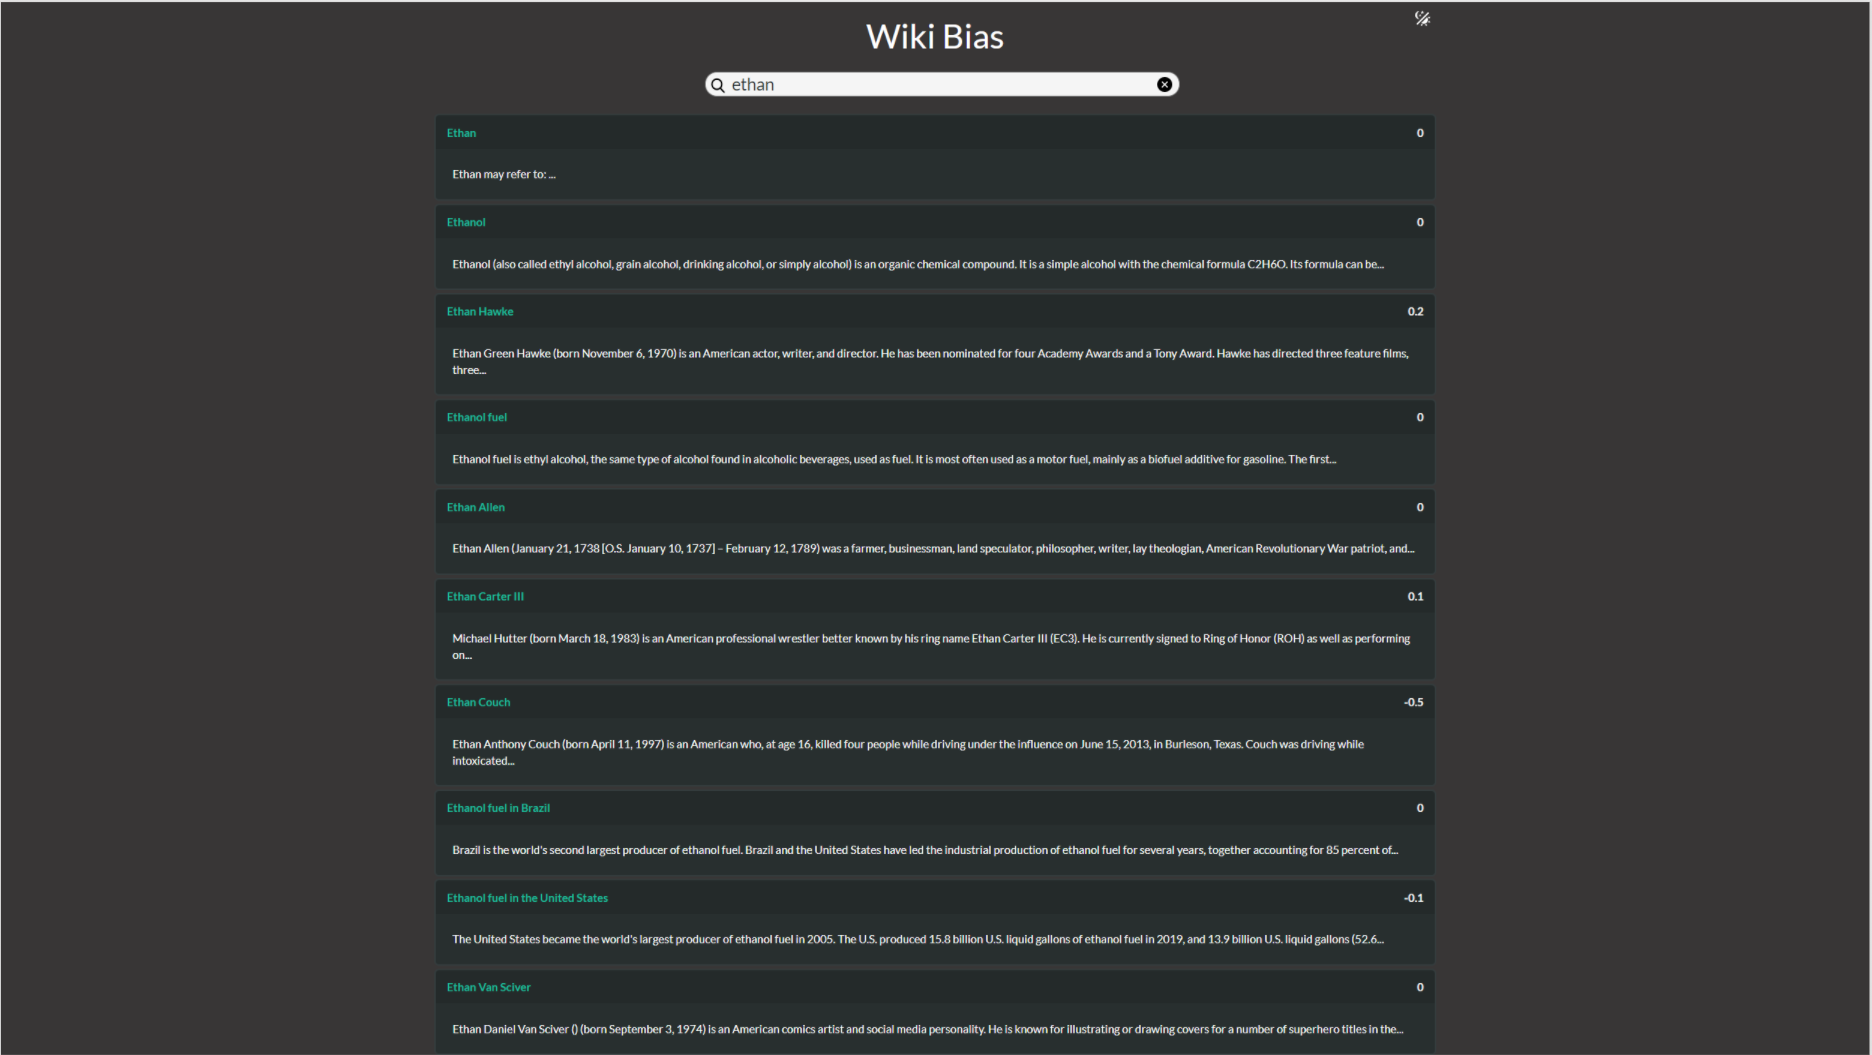 Wiki Bias
ethan
Ethan 0
Ethan may refer to: ...
Ethanol 0
Ethanol (also called ethyl alcohol, grain alcohol, drinking alcohol, or simply alcohol) is an organic chemical compound. It is a simple alcohol with the chemical formula C2H6O. Its formula can be...
Ethan Hawke 0.2
Ethan Green Hawke (born November 6, 1970) is an American actor, writer, and director. He has been nominated for four Academy Awards and a Tony Award. Hawke has directed three feature films,
three...
Ethanol fuel 0
Ethanol fuel is ethyl alcohol, the same type of alcohol found in alcoholic beverages, used as fuel. It is most often used as a motor fuel, mainly as a biofuel additive for gasoline. The first...
Ethan Allen 0
Ethan Allen (January 21, 1738 [O.S. January 10, 1737] – February 12, 1789) was a farmer, businessman, land speculator, philosopher, writer, lay theologian, American Revolutionary War patriot, and...
Ethan Carter III 0.1
Michael Hutter (born March 18, 1983) is an American professional wrestler better known by his ring name Ethan Carter III (EC3). He is currently signed to Ring of Honor (ROH) as well as performing
on...
Ethan Couch -0.5
Ethan Anthony Couch (born April 11, 1997) is an American who, at age 16, killed four people while driving under the influence on June 15, 2013, in Burleson, Texas. Couch was driving while
intoxicated...
Ethanol fuel in Brazil 0
Brazil is the world's second largest producer of ethanol fuel. Brazil and the United States have led the industrial production of ethanol fuel for several years, together accounting for 85 percent of...
Ethanol fuel in the United States -0.1
The United States became the world's largest producer of ethanol fuel in 2005. The U.S. produced 15.8 billion U.S. liquid gallons of ethanol fuel in 2019, and 13.9 billion U.S. liquid gallons (52.6...
Ethan Van Sciver 0
Ethan Daniel Van Sciver () (born September 3, 1974) is an American comics artist and social media personality. He is known for illustrating or drawing covers for a number of superhero titles in the...